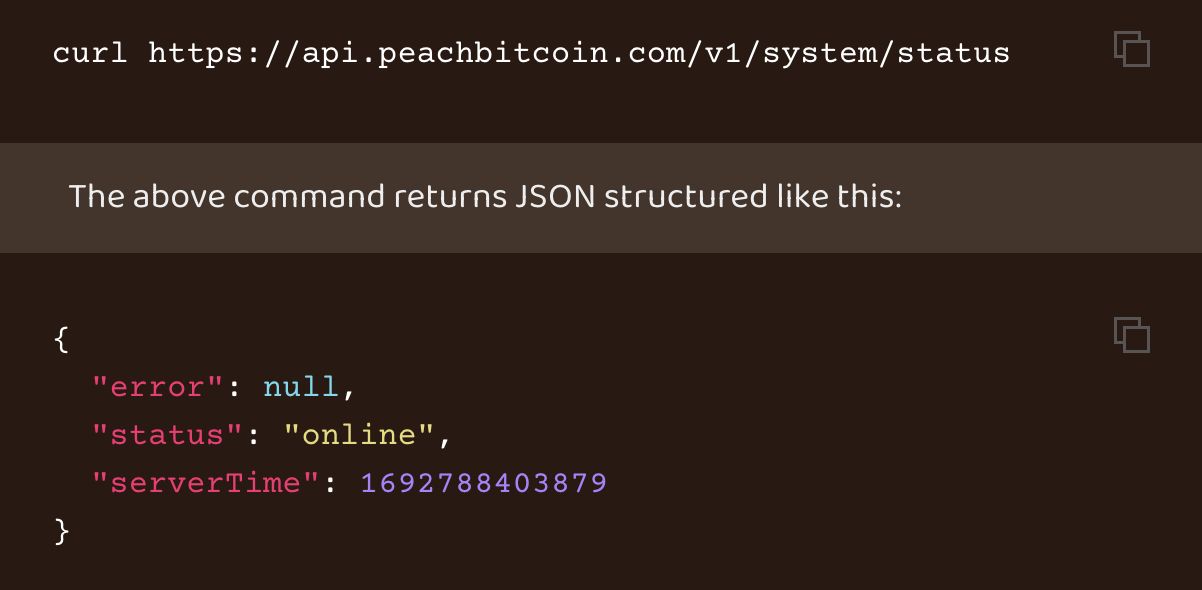 curl https://api.peachbitcoin.com/v1/system/status
The above command returns JSON structured like this:
{
  "error": null,
  "status": "online",
  "serverTime": 1692788403879
}